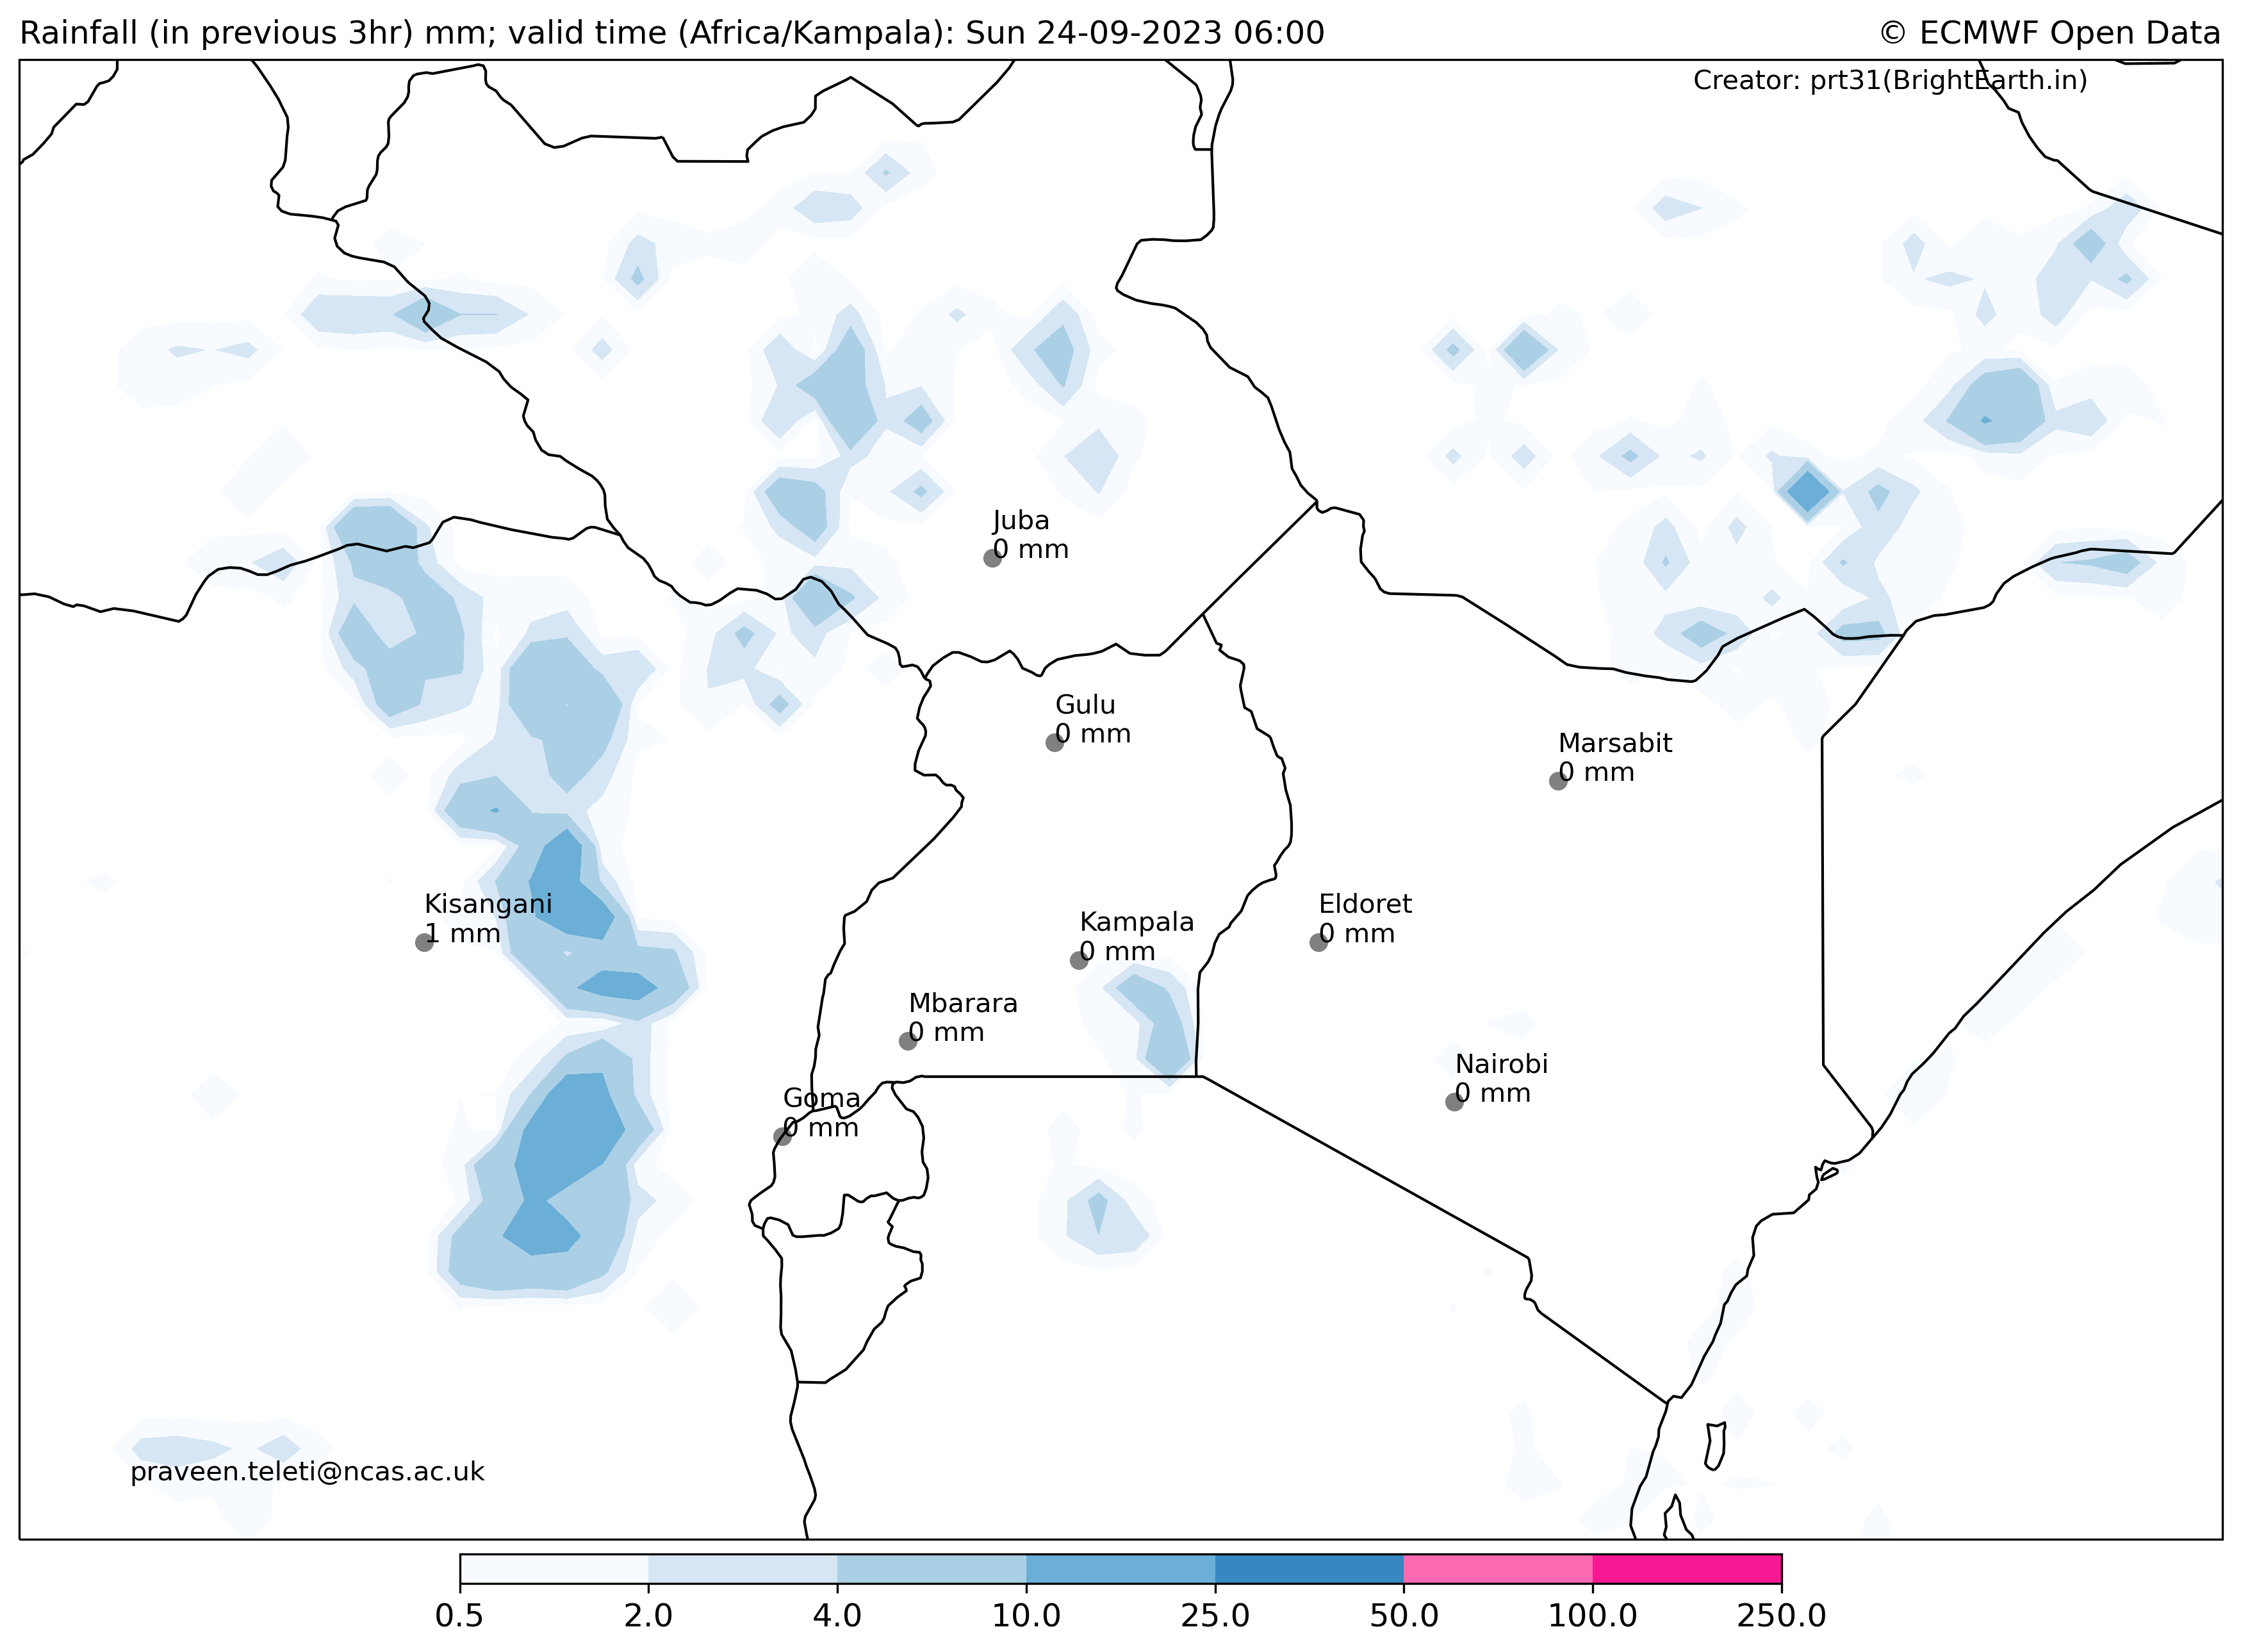 Rainfall (in previous 3hr) mm; valid time (Africa/Kampala): Sun 24-09-2023 06:00
© ECMWF Open Data
Creator: prt31(BrightEarth.in)
Juba
0 mm
Gulu
0 mm
Marsabit
0 mm
Kisangani
1 mm
Kampala
0 mm
Eldoret
0 mm
Mbarara
0 mm
Nairobi
0 mm
Goma
0 mm
praveen.teleti@ncas.ac.uk
0.5 2.0 4.0 10.0 25.0 50.0 100.0 250.0